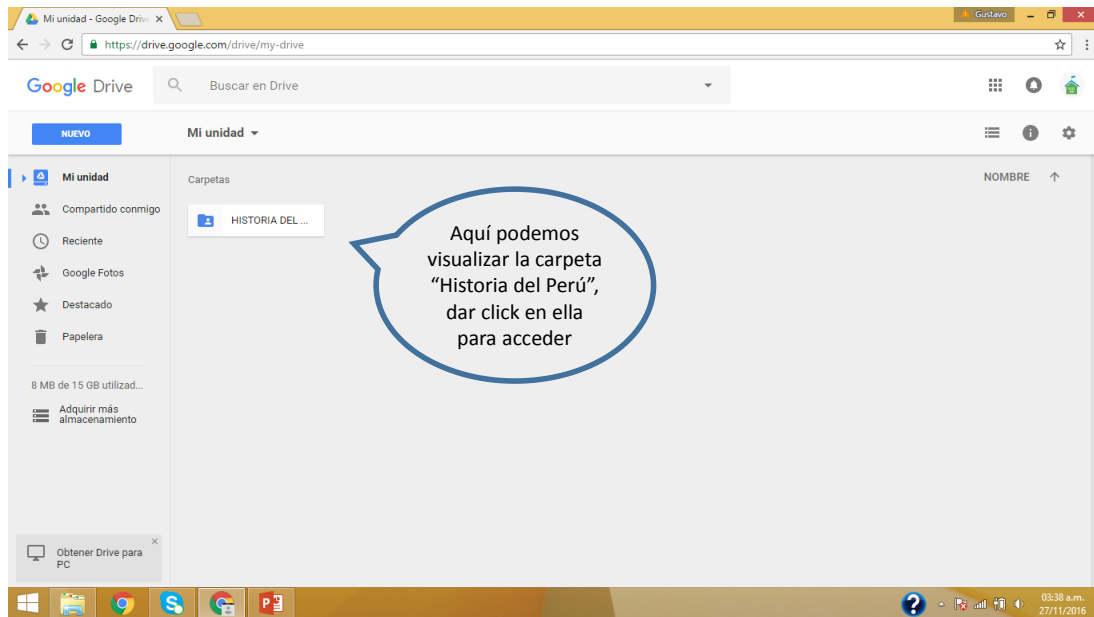 Mi unidad - Google Driv
Gustavo
https://drive.google.com/drive/my-drive
Google Drive
Buscar en Drive
NUEVO
Mi unidad
Mi unidad
Compartido conmigo
Reciente
Google Fotos
Destacado
Papelera
8 MB de 15 GB utilizad...
Adquirir más
almacenamiento
Obtener Drive para
PC
Carpetas
NOMBRE
HISTORIA DEL ...
Aquí podemos
visualizar la carpeta
“Historia del Perú”,
dar click en ella
para acceder
03:38 a.m.
27/11/2016